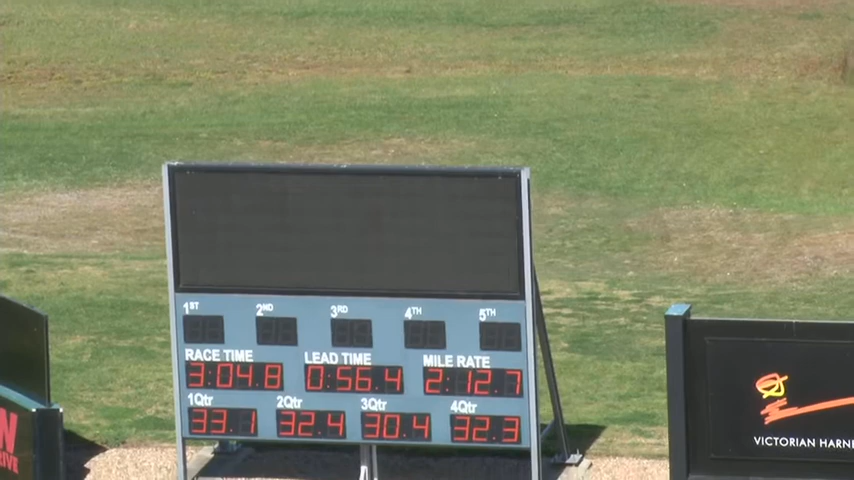 1ST 2ND 3RD 4TH 5TH
RACE TIME LEAD TIME MILE RATE
3:04.8 0:56.4 2:12.7
1Qtr 2Qtr 3Qtr 4Qtr
33.1 32.4 30.4 32.3
VICTORIAN HARNE
N
RIVE